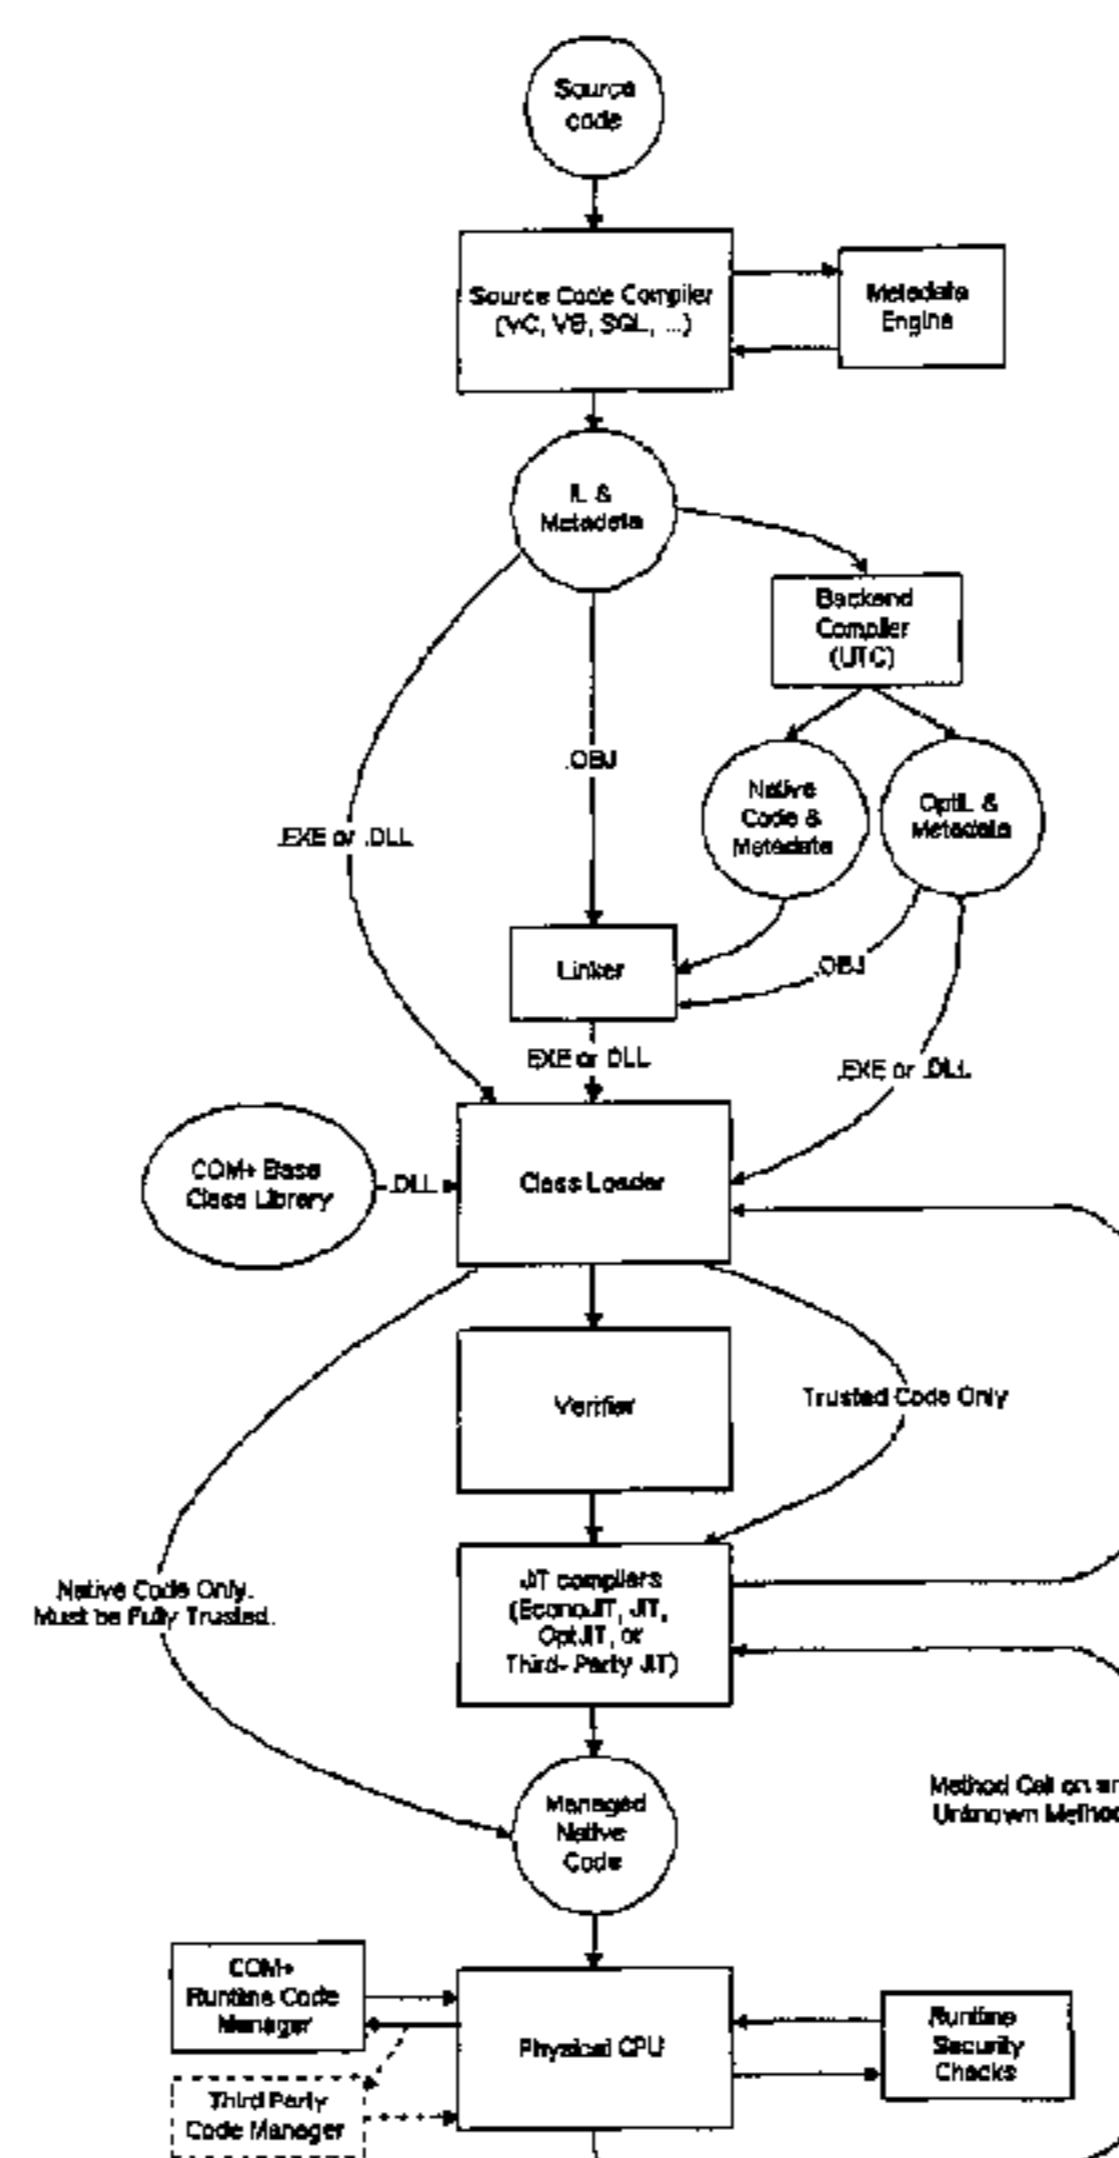 Source
code
Source Code Compiler
(VC, VB, SQL, ...)
Metadata
Engine
IL &
Metadata
Backend
Compiler
(UTC)
.OBJ
Native
Code &
Metadata
OptIL &
Metadata
.EXE or .DLL
Linker
.OBJ
EXE or DLL
.EXE or .DLL
COM+ Base
Class Library
.DLL
Class Loader
Verifier
Trusted Code Only
Native Code Only.
Must be Fully Trusted.
JIT compilers
(EconoJIT, JIT,
OptJIT, or
Third- Party JIT)
Managed
Native
Code
Method Call on an
Unknown Method
COM+
Runtime Code
Manager
Physical CPU
Runtime
Security
Checks
Third Party
Code Manager